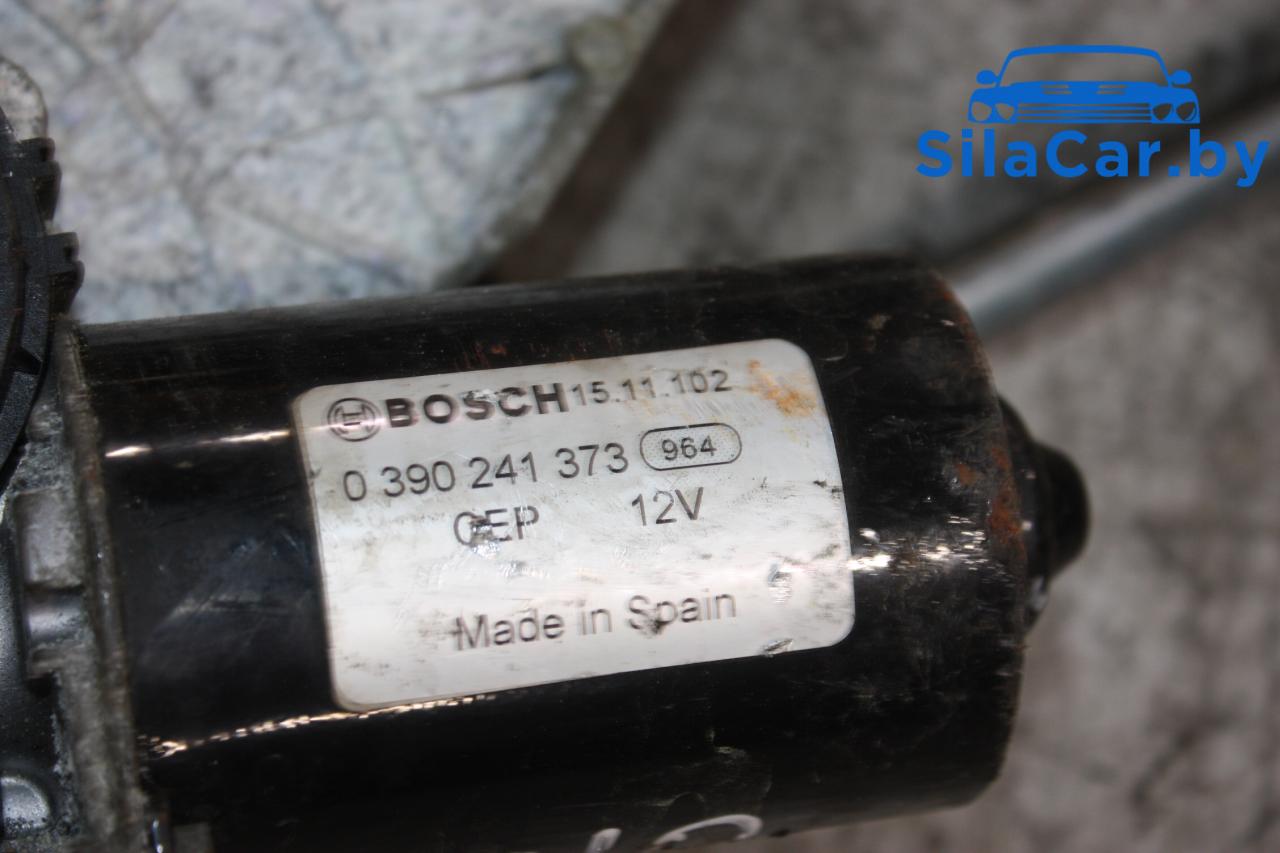 SilaCar.by
BOSCH 15.11.102
0 390 241 373 964
CEP 12V
Made in Spain